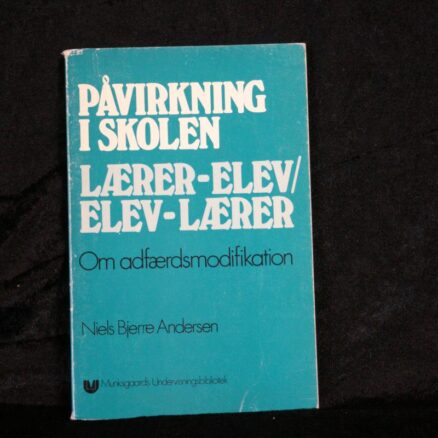 PÅVIRKNING
I SKOLEN
LÆRER-ELEV/
ELEV-LÆRER
Om adfærdsmodifikation
Niels Bjerre Andersen
Munksgaards Undervisningsbibliotek